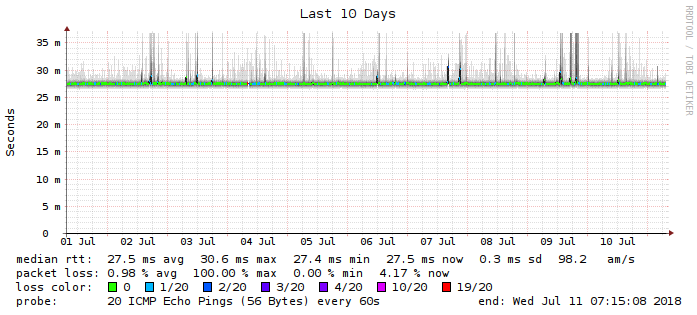 Last 10 Days
RRDTOOL / TOBI OETIKER
Seconds
35 m
30 m
25 m
20 m
15 m
10 m
5 m
0
01 Jul 02 Jul 03 Jul 04 Jul 05 Jul 06 Jul 07 Jul 08 Jul 09 Jul 10 Jul
median rtt: 27.5 ms avg 30.6 ms max 27.4 ms min 27.5 ms now 0.3 ms sd 98.2 am/s
packet loss: 0.98 % avg 100.00 % max 0.00 % min 4.17 % now
loss color: 0 1/20 2/20 3/20 4/20 10/20 19/20
probe: 20 ICMP Echo Pings (56 Bytes) every 60s end: Wed Jul 11 07:15:08 2018